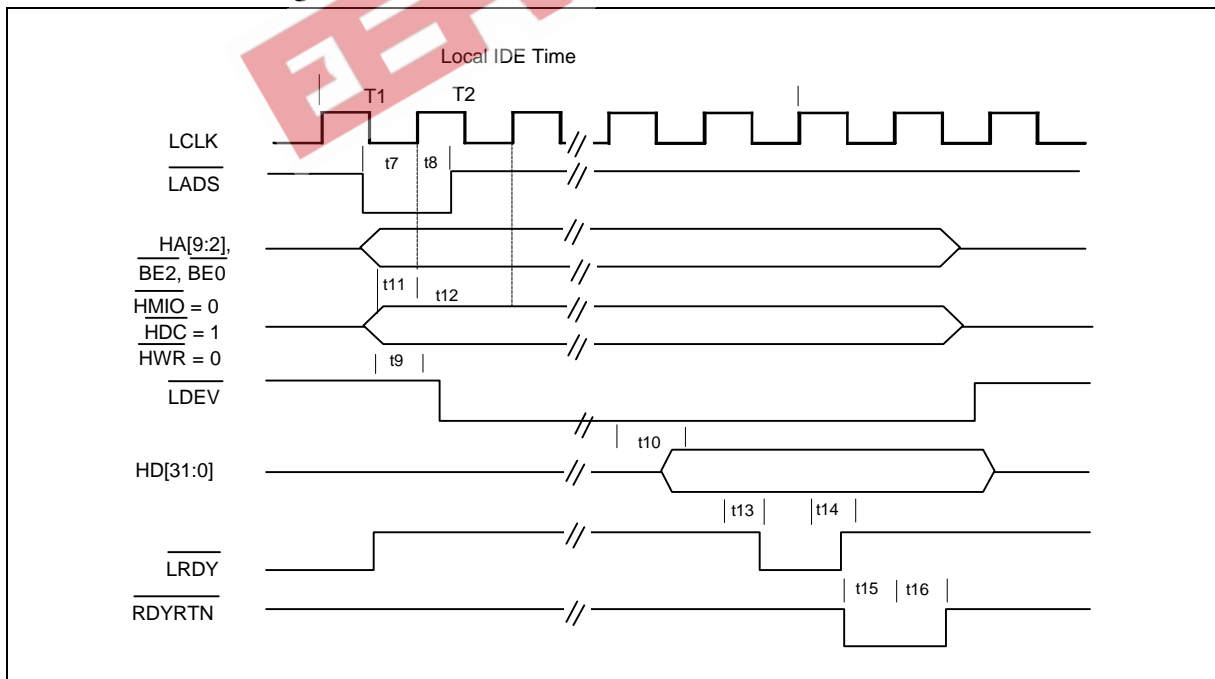 Local IDE Time
T1
T2
LCLK
t7
t8
LADS
HA[9:2],
BE2, BE0
t11
t12
HMIO = 0
HDC = 1
HWR = 0
t9
LDEV
t10
HD[31:0]
t13
t14
LRDY
t15
t16
RDYRTN